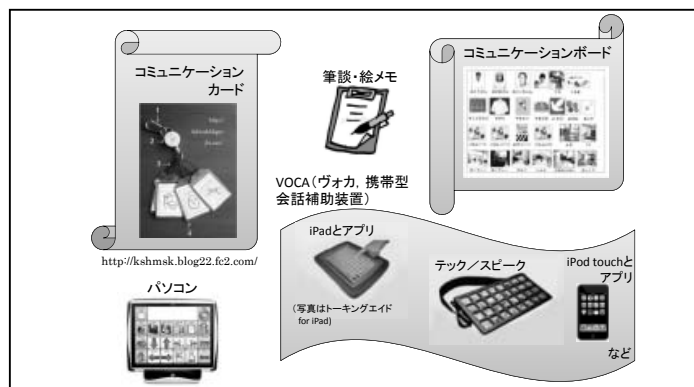 コミュニケーション
カード
http://kshmsk.blog22.fc2.com/
筆談・絵メモ
コミュニケーションボード
VOCA（ヴォカ，携帯型
会話補助装置）
iPadとアプリ
（写真はトーキングエイド
for iPad)
テック／スピーク
iPod touchと
アプリ
など
パソコン